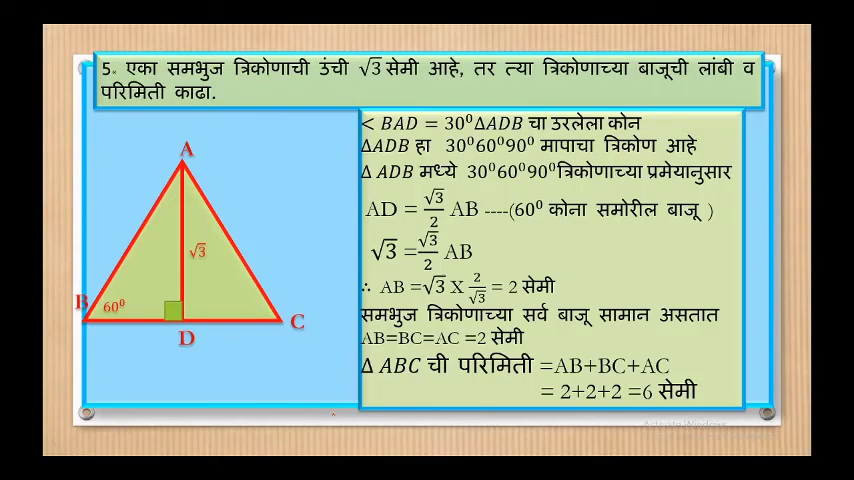 5. एका समभुज त्रिकोणाची उंची √3 सेमी आहे, तर त्या त्रिकोणाच्या बाजूची लांबी व
परिमिती काढा.
A
√3
B
60⁰
D
C
< BAD = 30⁰ ΔADB चा उरलेला कोन
ΔADB हा 30⁰60⁰90⁰ मापाचा त्रिकोण आहे
Δ ADB मध्ये 30⁰60⁰90⁰त्रिकोणाच्या प्रमेयानुसार
AD = √3/2 AB ----(60⁰ कोना समोरील बाजू )
√3 = √3/2 AB
∴ AB =√3 X 2/√3 = 2 सेमी
समभुज त्रिकोणाच्या सर्व बाजू सामान असतात
AB=BC=AC =2 सेमी
Δ ABC ची परिमिती =AB+BC+AC
= 2+2+2 =6 सेमी